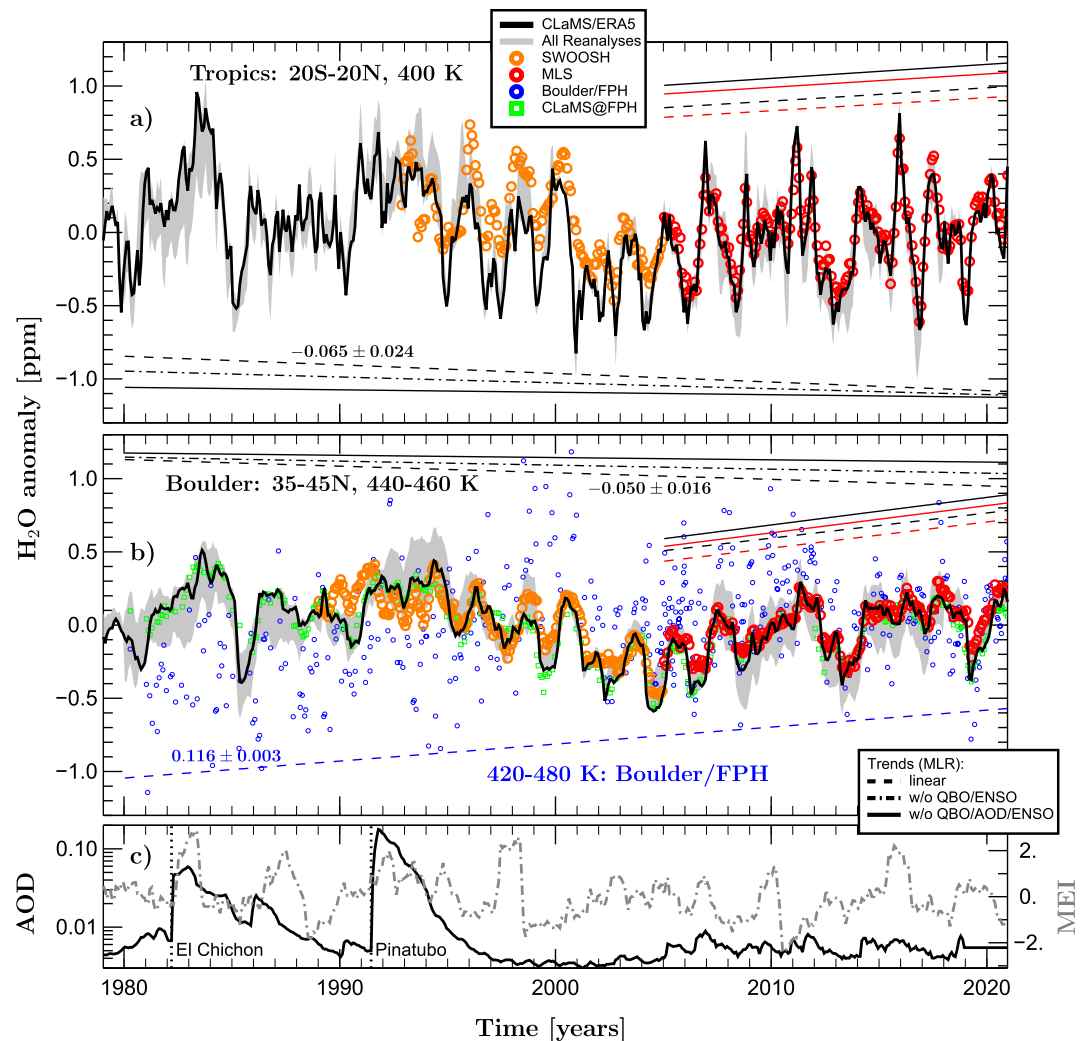 CLaMS/ERA5
All Reanalyses
SWOOSH
MLS
Boulder/FPH
CLaMS@FPH
Tropics: 20S-20N, 400 K
a)
1.0
0.5
0.0
−0.5
−1.0
−0.065 ± 0.024
H₂O anomaly [ppm]
1.0
0.5
0.0
−0.5
−1.0
Boulder: 35-45N, 440-460 K
−0.050 ± 0.016
b)
0.116 ± 0.003
420-480 K: Boulder/FPH
Trends (MLR):
linear
w/o QBO/ENSO
w/o QBO/AOD/ENSO
c)
0.10
0.01
AOD
El Chichon
Pinatubo
2.
0.
−2.
MEI
1980
1990
2000
2010
2020
Time [years]